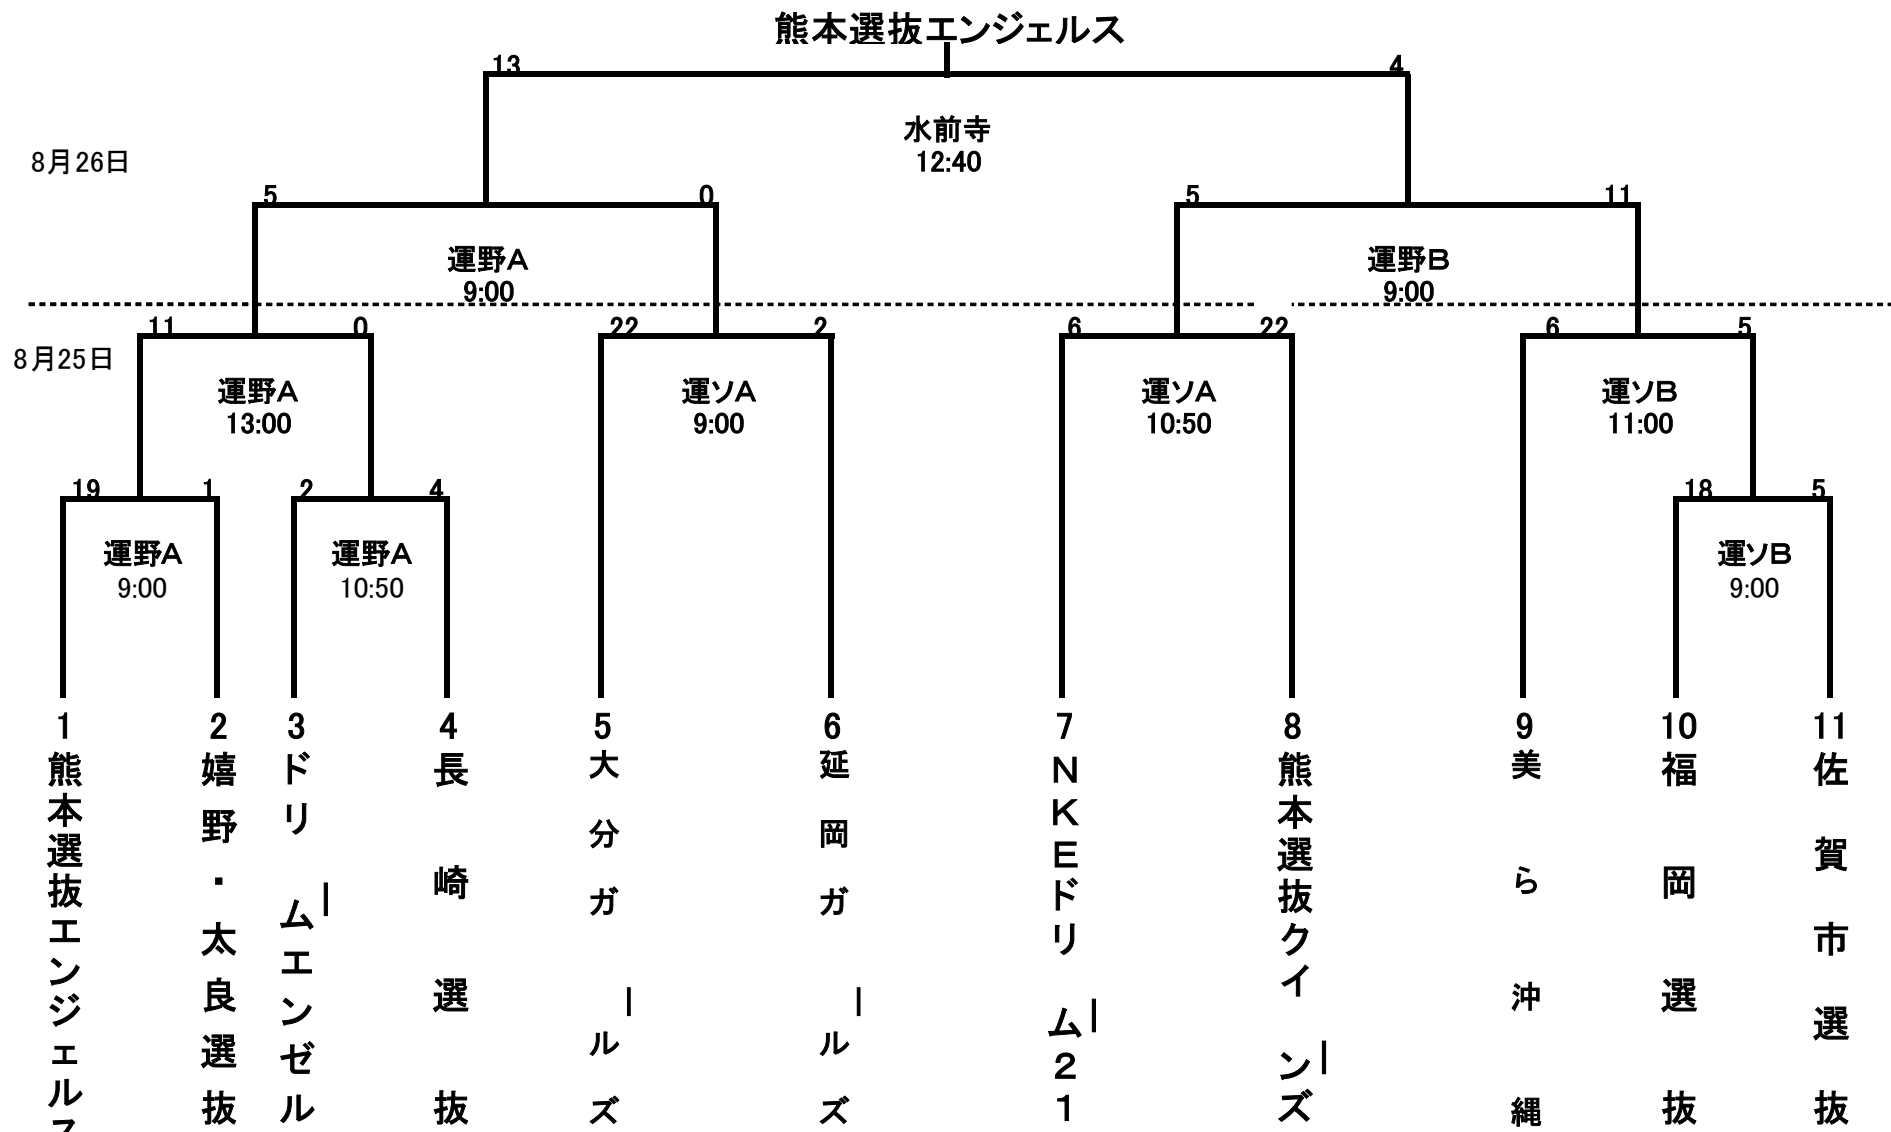 熊本選抜エンジェルス
13 4
水前寺
12:40
8月26日
5 0 5 11
運野A 運野B
9:00 9:00
11 0 22 2 6 22 6 5
8月25日
運野A 運ソA 運ソA 運ソB
13:00 9:00 10:50 11:00
19 1 2 4 18 5
運野A 運野A 運ソB
9:00 10:50 9:00
1 2 3 4 5 6 7 8 9 10 11
熊本選抜エンジェルス
嬉野・太良選抜
ドリームエンゼル
長崎選抜
大分ガールズ
延岡ガールズ
NKEドリーム21
熊本選抜クイーンズ
美ら沖縄
福岡選抜
佐賀市選抜